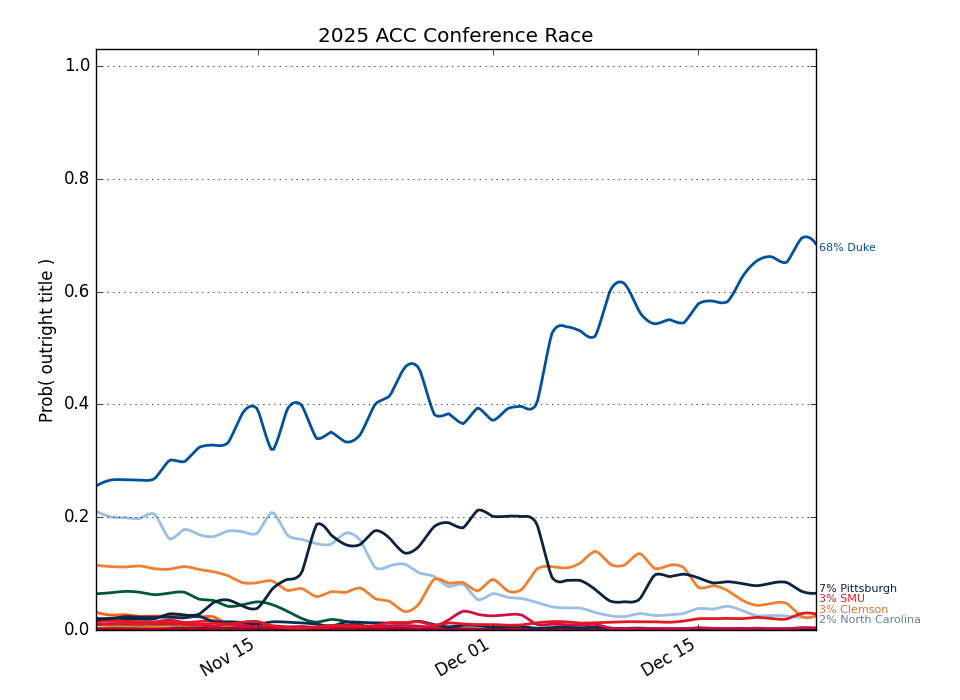 2025 ACC Conference Race
Prob( outright title )
1.0
0.8
0.6
0.4
0.2
0.0
68% Duke
7% Pittsburgh
3% SMU
3% Clemson
2% North Carolina
Nov 15
Dec 01
Dec 15